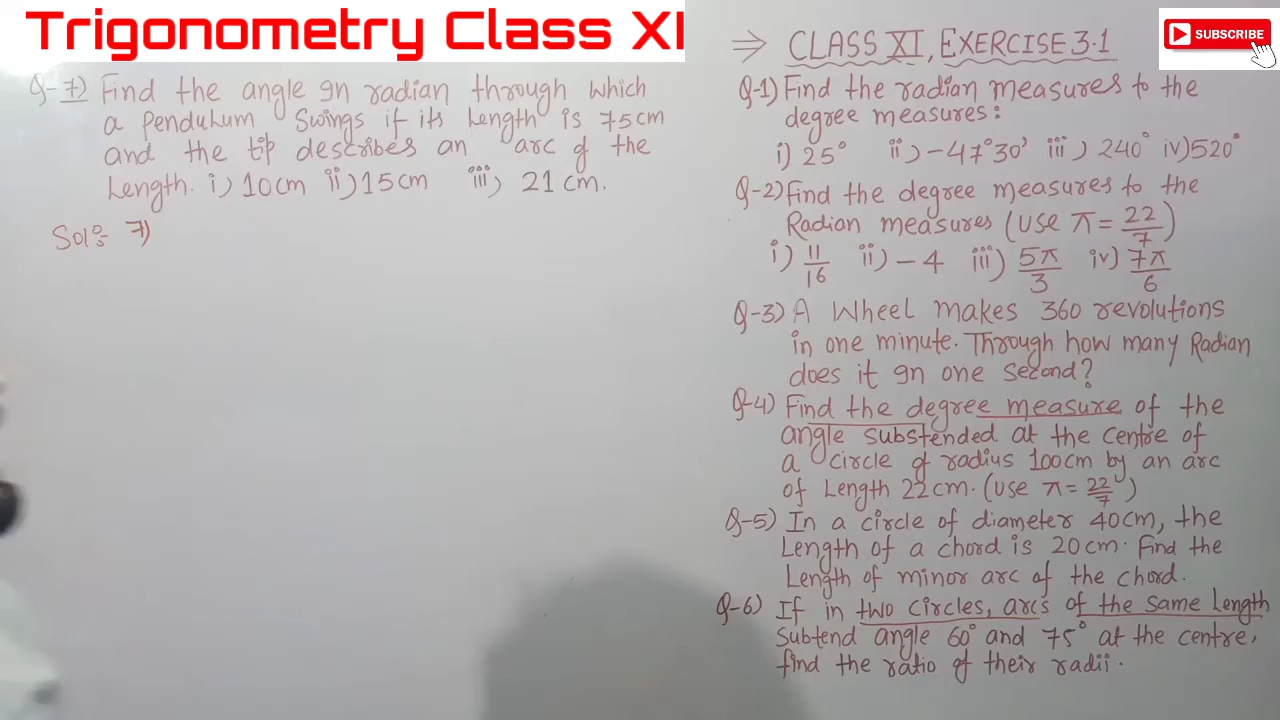 Trigonometry Class XI
Q-7) Find the angle gn radian through which
a Pendulum Swings if its Length is 75cm
and the tip describes an arc of the
Length. i) 10cm ii) 15cm iii) 21 cm.
Sol:- 7)
⇒ CLASS XI, EXERCISE 3.1
SUBSCRIBE
Q-1) Find the radian measures to the
degree measures:
i) 25° ii) -47°30' iii) 240° iv) 520°
Q-2) Find the degree measures to the
Radian measures (use π = 22/7)
i) 11/16 ii) -4 iii) 5π/3 iv) 7π/6
Q-3) A Wheel makes 360 revolutions
in one minute. Through how many Radian
does it gn one Second?
Q-4) Find the degree measure of the
angle substended at the centre of
a circle of radius 100cm by an arc
of Length 22cm. (use π = 22/7)
Q-5) In a circle of diameter 40cm, the
Length of a chord is 20cm. Find the
Length of minor arc of the chord.
Q-6) If in two circles, arcs of the same Length
Subtend angle 60° and 75° at the centre,
find the ratio of their radii.